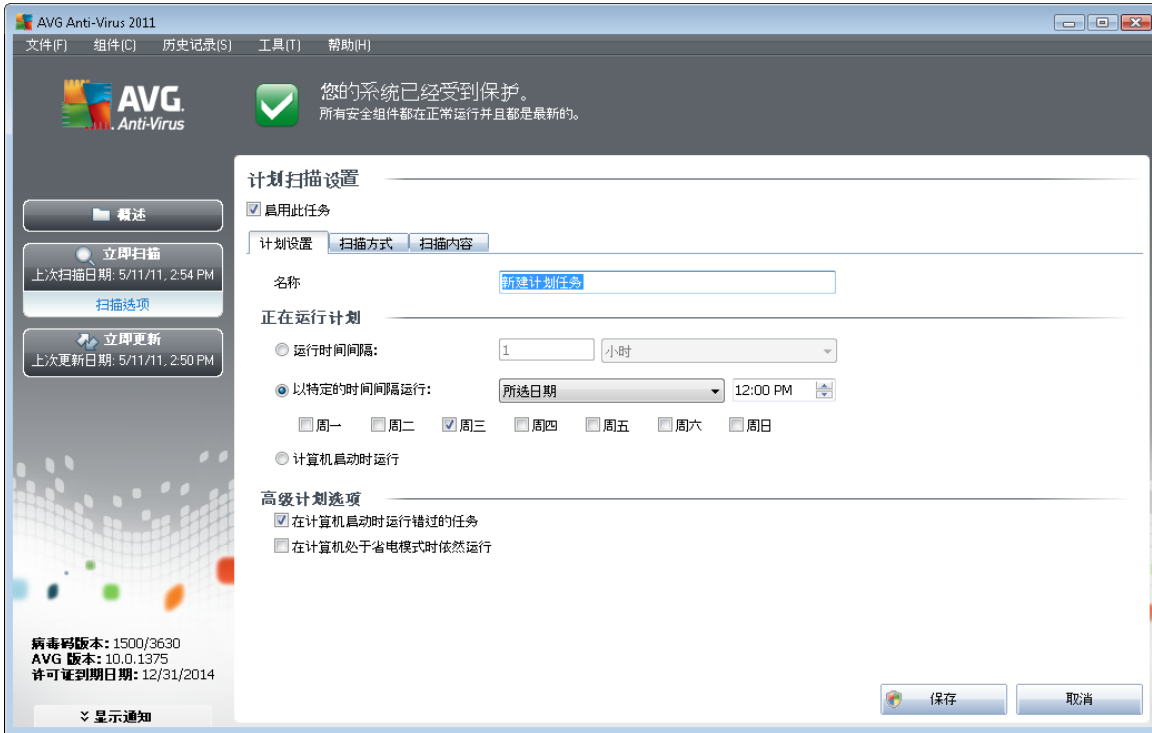 AVG Anti-Virus 2011
文件(F) 组件(C) 历史记录(S) 工具(T) 帮助(H)
AVG.
Anti-Virus
您的系统已经受到保护。
所有安全组件都在正常运行并且都是最新的。
概述
立即扫描
上次扫描日期: 5/11/11, 2:54 PM
扫描选项
立即更新
上次更新日期: 5/11/11, 2:50 PM
病毒码版本: 1500/3630
AVG 版本: 10.0.1375
许可证到期日期: 12/31/2014
显示通知
计划扫描设置
启用此任务
计划设置 扫描方式 扫描内容
名称 新建计划任务
正在运行计划
运行时间间隔: 1 小时
以特定的时间间隔运行: 所选日期 12:00 PM
周一 周二 周三 周四 周五 周六 周日
计算机启动时运行
高级计划选项
在计算机启动时运行错过的任务
在计算机处于省电模式时依然运行
保存 取消